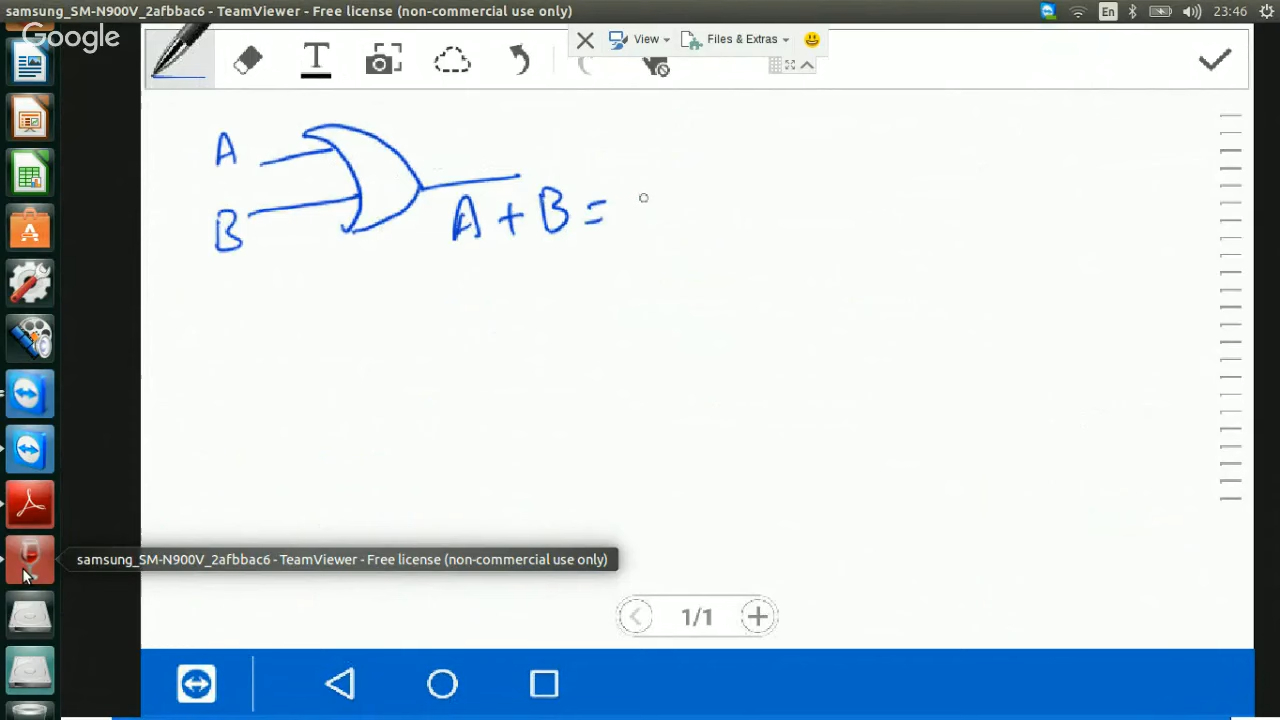 samsung_SM-N900V_2afbbac6 - TeamViewer - Free license (non-commercial use only)
En
23:46
Google
T
View
Files & Extras
A
B
A + B =
samsung_SM-N900V_2afbbac6 - TeamViewer - Free license (non-commercial use only)
1/1